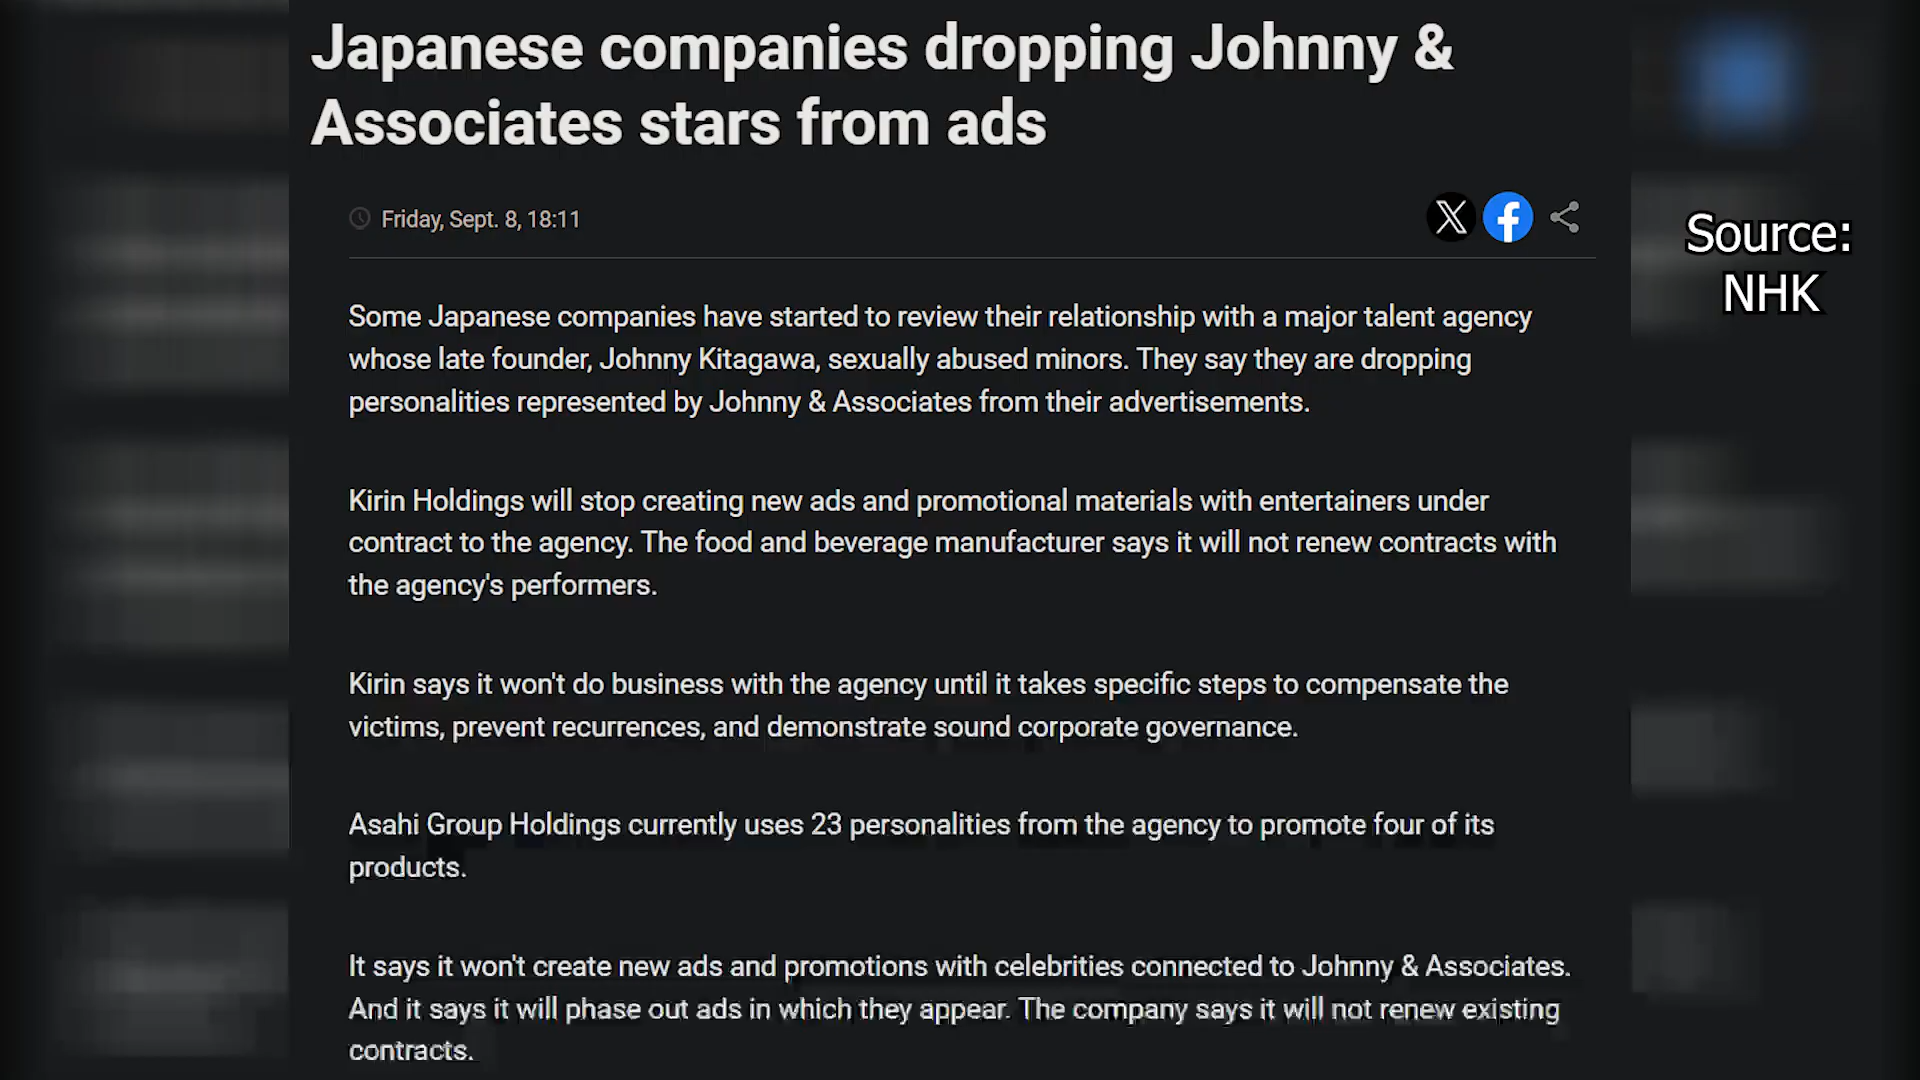 Japanese companies dropping Johnny &
Associates stars from ads
Friday, Sept. 8, 18:11
Source:
NHK
Some Japanese companies have started to review their relationship with a major talent agency
whose late founder, Johnny Kitagawa, sexually abused minors. They say they are dropping
personalities represented by Johnny & Associates from their advertisements.
Kirin Holdings will stop creating new ads and promotional materials with entertainers under
contract to the agency. The food and beverage manufacturer says it will not renew contracts with
the agency's performers.
Kirin says it won't do business with the agency until it takes specific steps to compensate the
victims, prevent recurrences, and demonstrate sound corporate governance.
Asahi Group Holdings currently uses 23 personalities from the agency to promote four of its
products.
It says it won't create new ads and promotions with celebrities connected to Johnny & Associates.
And it says it will phase out ads in which they appear. The company says it will not renew existing
contracts.